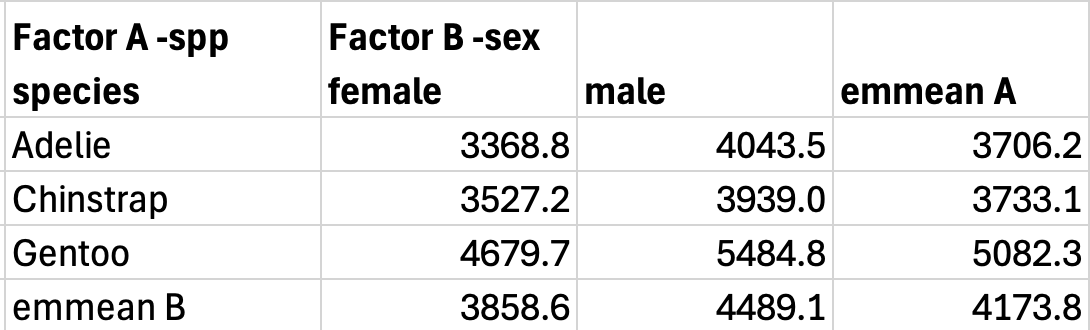 Factor A -spp Factor B -sex
species female male emmean A
Adelie 3368.8 4043.5 3706.2
Chinstrap 3527.2 3939.0 3733.1
Gentoo 4679.7 5484.8 5082.3
emmean B 3858.6 4489.1 4173.8